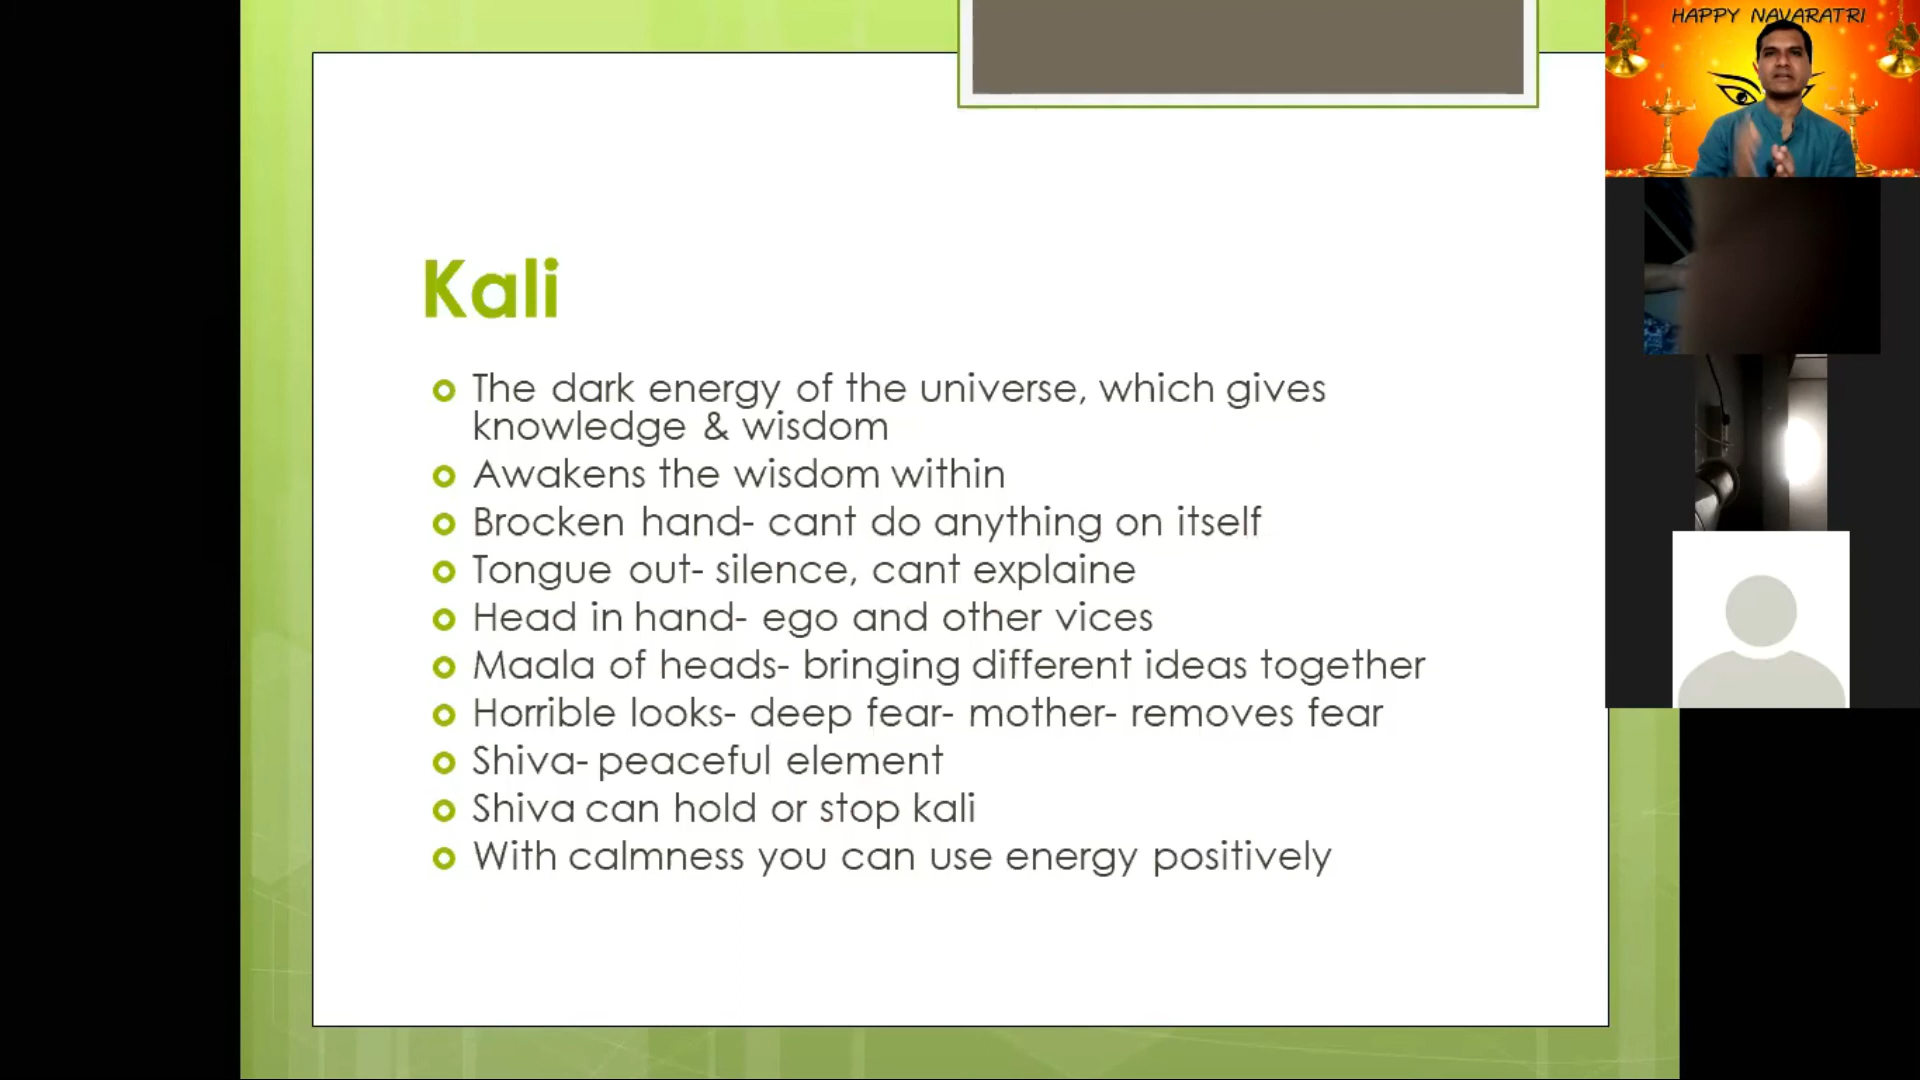 HAPPY NAVARATRI
Kali
The dark energy of the universe, which gives
knowledge & wisdom
Awakens the wisdom within
Brocken hand- cant do anything on itself
Tongue out- silence, cant explaine
Head in hand- ego and other vices
Maala of heads- bringing different ideas together
Horrible looks- deep fear- mother- removes fear
Shiva- peaceful element
Shiva can hold or stop kali
With calmness you can use energy positively